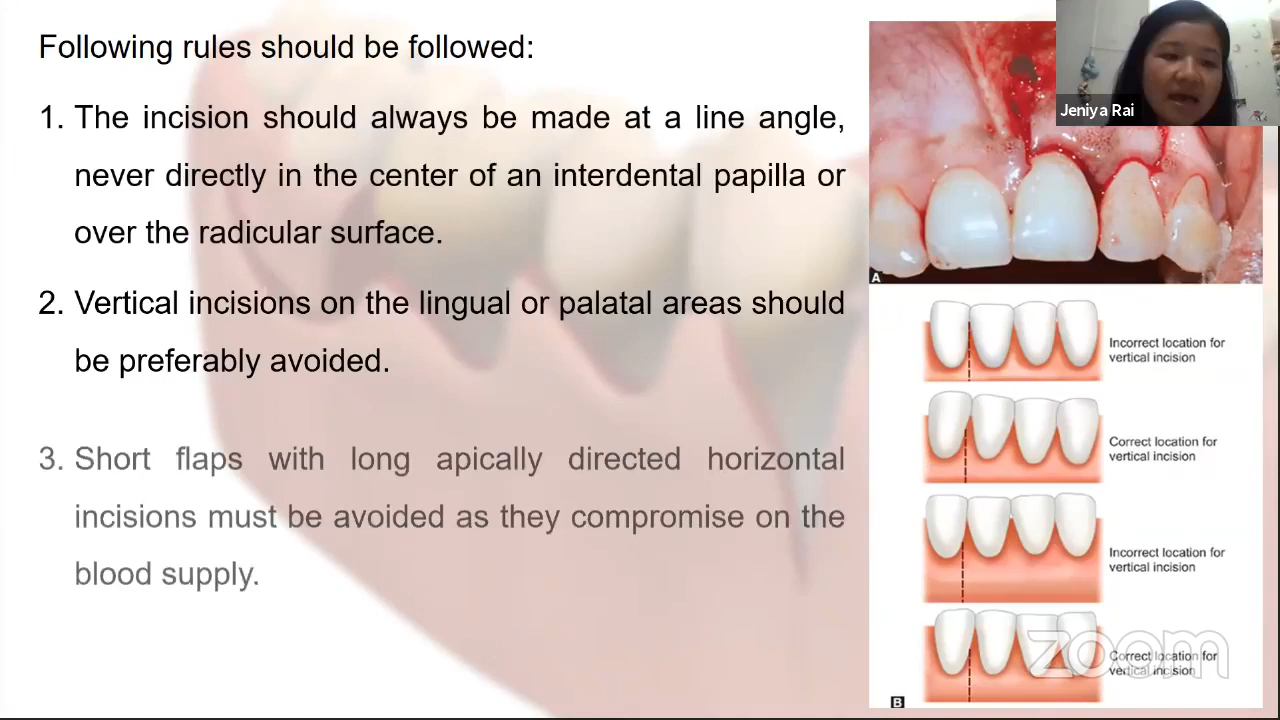 Following rules should be followed:
1. The incision should always be made at a line angle,
never directly in the center of an interdental papilla or
over the radicular surface.
2. Vertical incisions on the lingual or palatal areas should
be preferably avoided.
3. Short flaps with long apically directed horizontal
incisions must be avoided as they compromise on the
blood supply.
Jeniya Rai
A
Incorrect location for
vertical incision
Correct location for
vertical incision
Incorrect location for
vertical incision
Correct location for
vertical incision
zoom
B